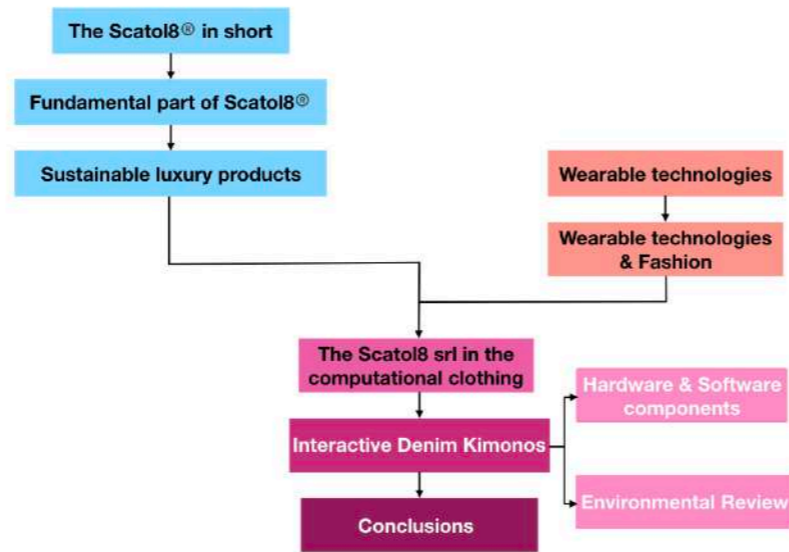 The Scatol8® in short
Fundamental part of Scatol8®
Sustainable luxury products
Wearable technologies
Wearable technologies
& Fashion
The Scatol8 srl in the
computational clothing
Hardware & Software
components
Interactive Denim Kimonos
Environmental Review
Conclusions